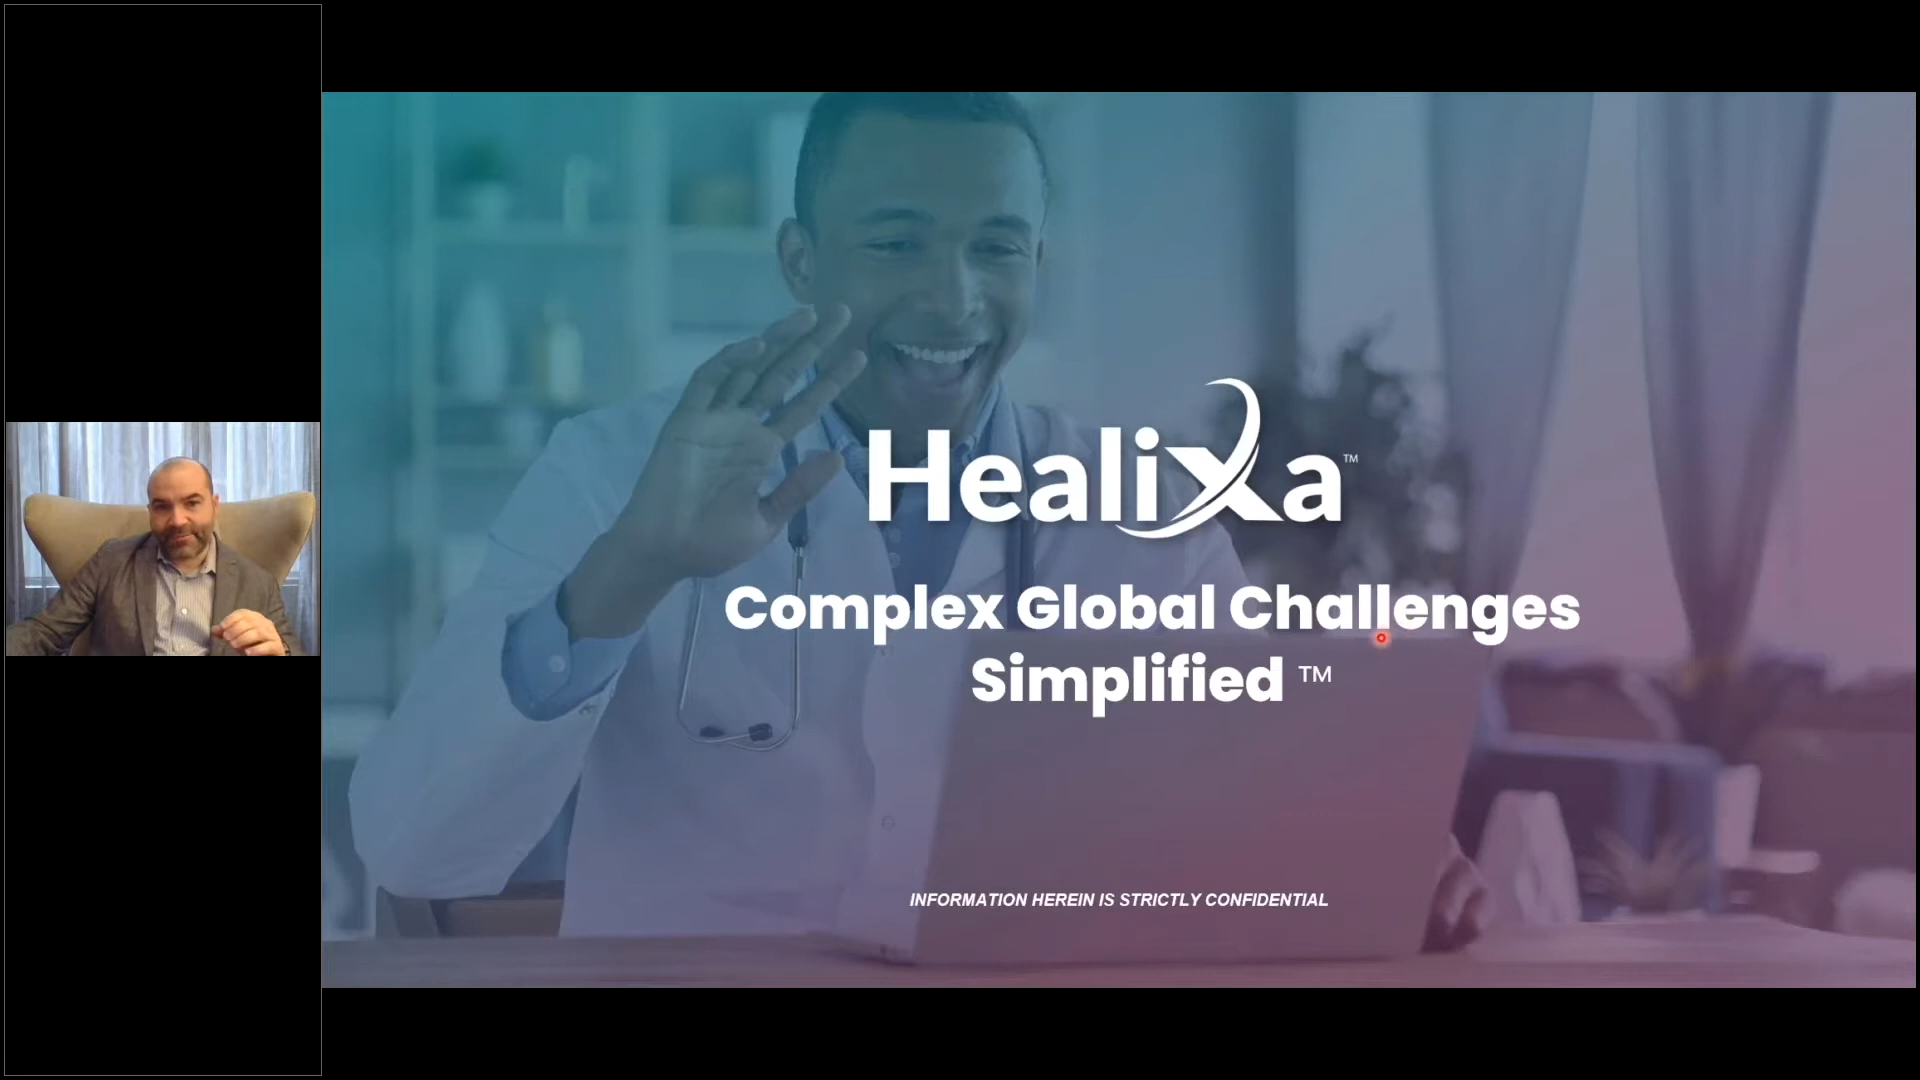 Healixa™
Complex Global Challenges
Simplified ™
INFORMATION HEREIN IS STRICTLY CONFIDENTIAL